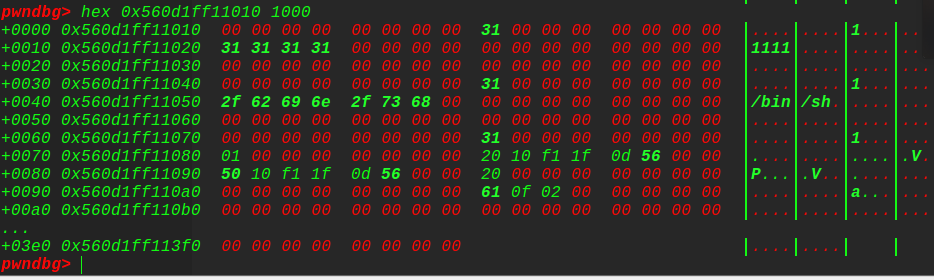 pwndbg> hex 0x560d1ff11010 1000
+0000 0x560d1ff11010 00 00 00 00 00 00 00 00 31 00 00 00 00 00 00 00 |....|....|1...|...
+0010 0x560d1ff11020 31 31 31 31 00 00 00 00 00 00 00 00 00 00 00 00 |1111|....|....|...
+0020 0x560d1ff11030 00 00 00 00 00 00 00 00 00 00 00 00 00 00 00 00 |....|....|....|...
+0030 0x560d1ff11040 00 00 00 00 00 00 00 00 31 00 00 00 00 00 00 00 |....|....|1...|...
+0040 0x560d1ff11050 2f 62 69 6e 2f 73 68 00 00 00 00 00 00 00 00 00 |/bin|/sh.|....|...
+0050 0x560d1ff11060 00 00 00 00 00 00 00 00 00 00 00 00 00 00 00 00 |....|....|....|...
+0060 0x560d1ff11070 00 00 00 00 00 00 00 00 31 00 00 00 00 00 00 00 |....|....|1...|...
+0070 0x560d1ff11080 01 00 00 00 00 00 00 00 20 10 f1 1f 0d 56 00 00 |....|....|....|.V
+0080 0x560d1ff11090 50 10 f1 1f 0d 56 00 00 20 00 00 00 00 00 00 00 |P...|.V..|....|...
+0090 0x560d1ff110a0 00 00 00 00 00 00 00 00 61 0f 02 00 00 00 00 00 |....|....|a...|...
+00a0 0x560d1ff110b0 00 00 00 00 00 00 00 00 00 00 00 00 00 00 00 00 |....|....|....|...
...
+03e0 0x560d1ff113f0 00 00 00 00 00 00 00 00 |....|....| |
pwndbg>